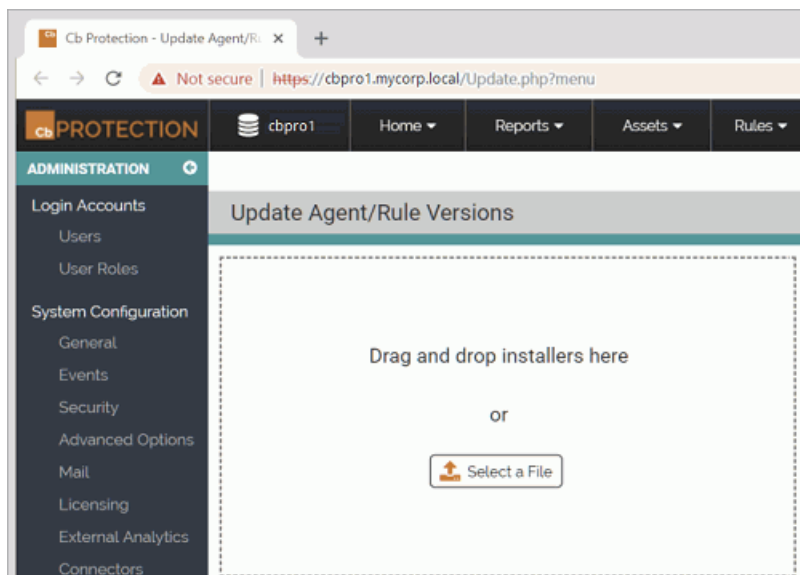 Cb Protection - Update Agent/R
Not secure | https://cbpro1.mycorp.local/Update.php?menu
Cb PROTECTION cbpro1 Home Reports Assets Rules
ADMINISTRATION
Update Agent/Rule Versions
Login Accounts
Users
User Roles
System Configuration
General
Events
Security
Advanced Options
Mail
Licensing
External Analytics
Connectors
Drag and drop installers here
or
Select a File